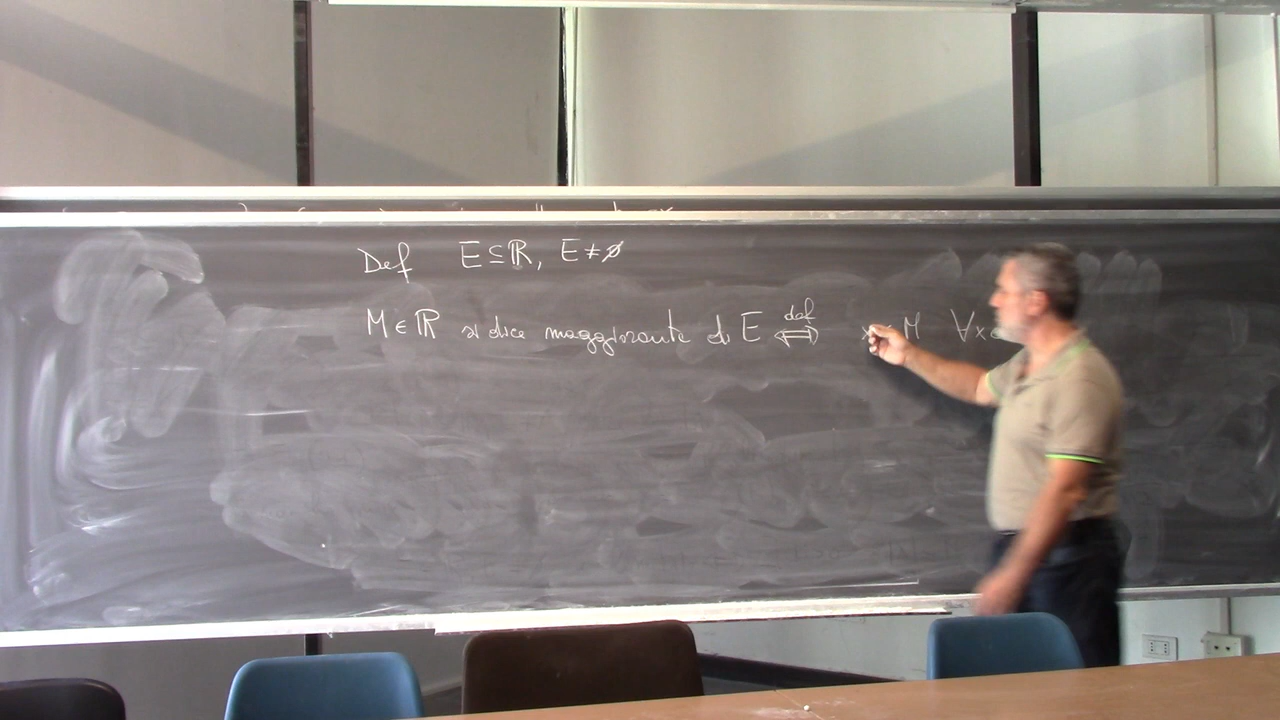 Def E ⊆ ℝ, E ≠ ∅
M ∈ ℝ si dice maggiorante di E ⟺ def x M ∀x